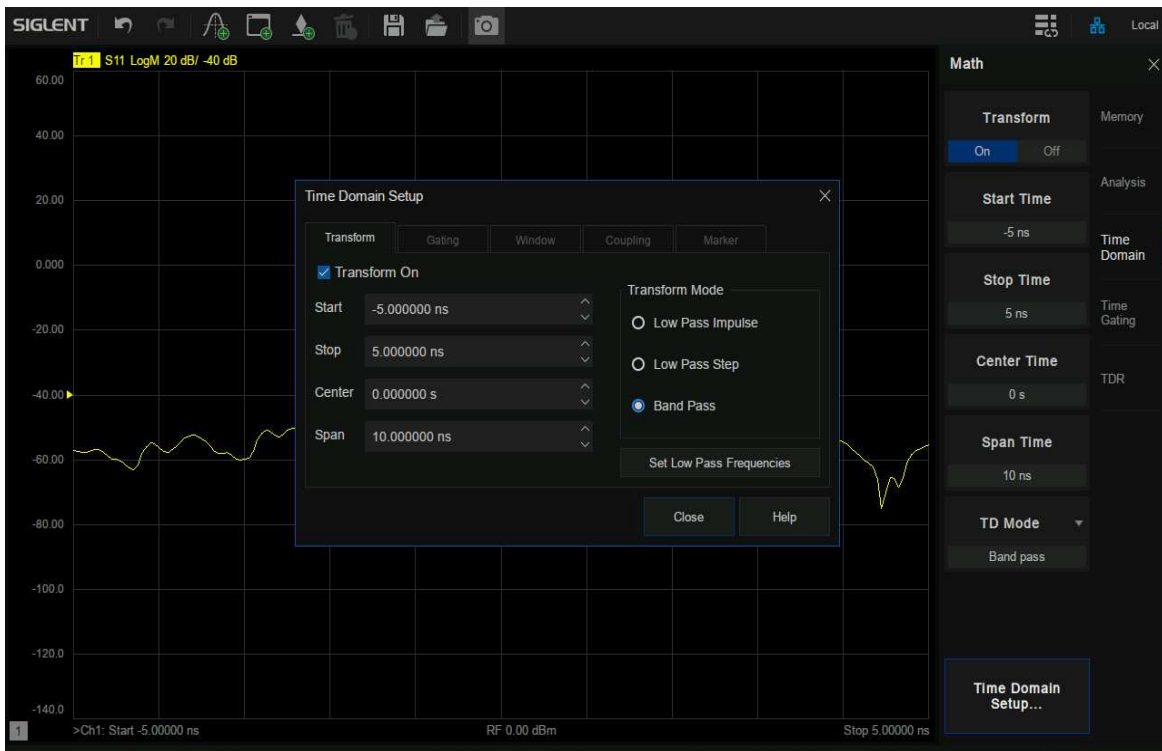 SIGLENT
Local
Tr 1 S11 LogM 20 dB/ -40 dB
60.00
40.00
20.00
0.000
-20.00
-40.00
-60.00
-80.00
-100.0
-120.0
-140.0
1 >Ch1: Start -5.00000 ns RF 0.00 dBm Stop 5.00000 ns
Time Domain Setup
Transform Gating Window Coupling Marker
Transform On
Start -5.000000 ns
Stop 5.000000 ns
Center 0.000000 s
Span 10.000000 ns
Transform Mode
Low Pass Impulse
Low Pass Step
Band Pass
Set Low Pass Frequencies
Close Help
Math
Transform
On Off
Start Time
-5 ns
Stop Time
5 ns
Center Time
0 s
Span Time
10 ns
TD Mode
Band pass
Time Domain
Setup...
Memory
Analysis
Time
Domain
Time
Gating
TDR